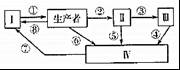 ① ② ③
Ⅰ 生产者 Ⅱ Ⅲ
⑧ ⑦ ⑥ ⑤ ④
Ⅳ